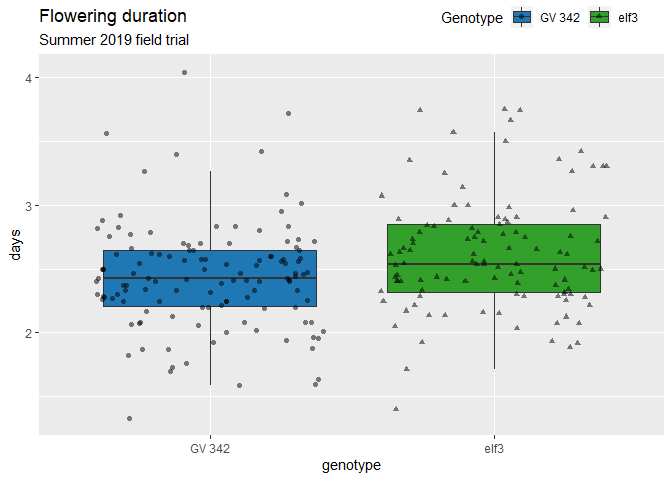 Flowering duration
Summer 2019 field trial
Genotype GV 342 elf3
4
3
2
days
GV 342 elf3
genotype